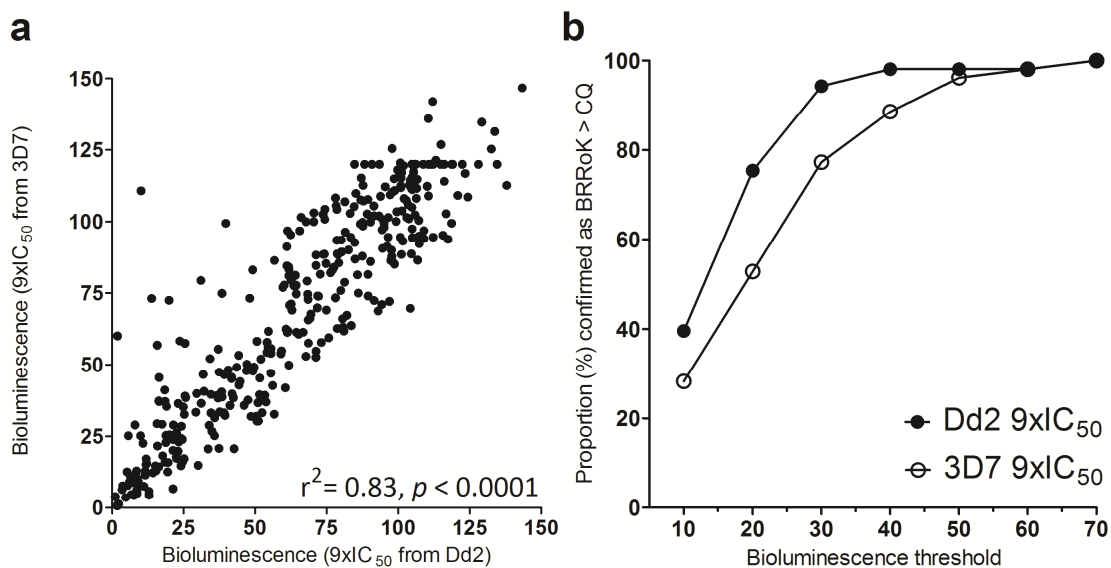 a
Bioluminescence (9xIC50 from 3D7)
150
125
100
75
50
25
0
r2= 0.83, p < 0.0001
0 25 50 75 100 125 150
Bioluminescence (9xIC50 from Dd2)
b
Proportion (%) confirmed as BRRoK > CQ
100
80
60
40
20
0
Dd2 9xIC50
3D7 9xIC50
10 20 30 40 50 60 70
Bioluminescence threshold